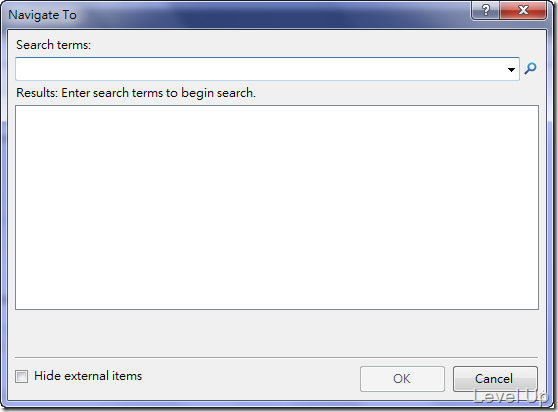 Navigate To
?
Search terms:
Results: Enter search terms to begin search.
Hide external items
OK
Cancel
Level Up